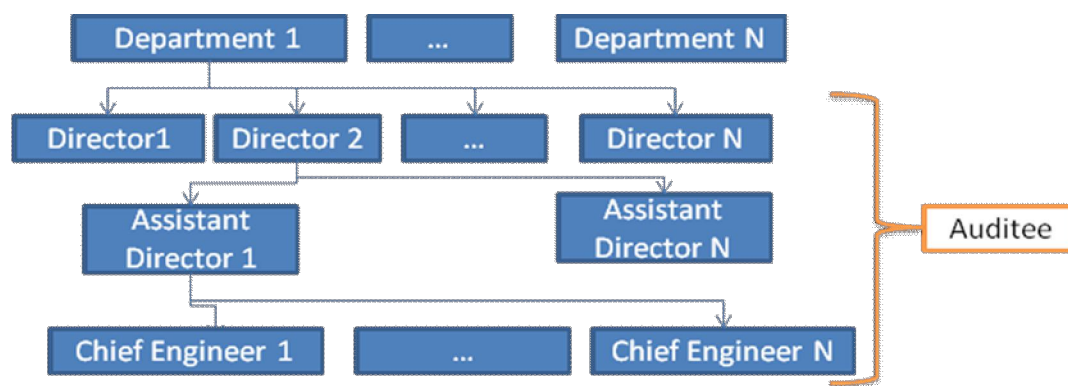 Department 1
...
Department N
Director1
Director 2
...
Director N
Assistant
Director 1
Assistant
Director N
Auditee
Chief Engineer 1
...
Chief Engineer N